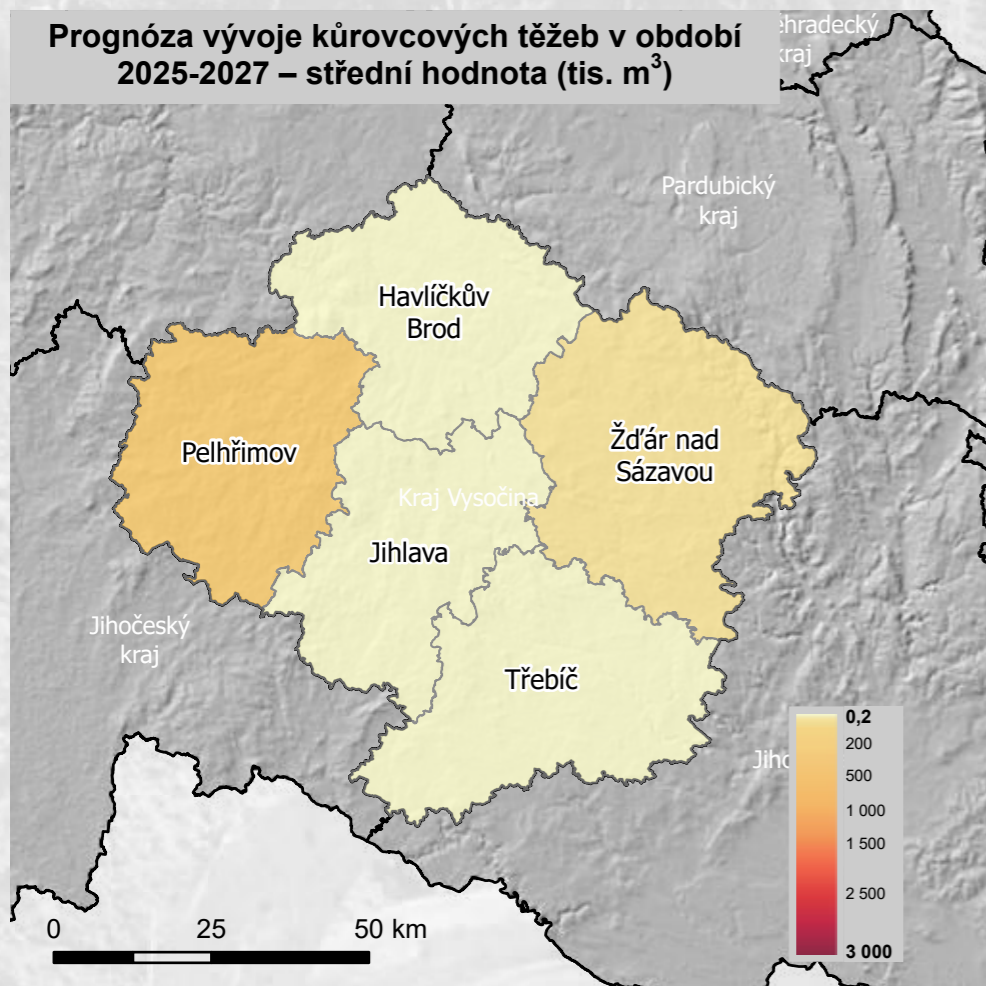 Prognóza vývoje kůrovcových těžeb v období
2025-2027 – střední hodnota (tis. m³)
kraj
Pardubický
kraj
Havlíčkův
Brod
Pelhřimov
Žďár nad
Sázavou
Kraj Vysočina
Jihlava
Jihočeský
kraj
Třebíč
0,2
200
500
1 000
1 500
2 500
3 000
0 25 50 km